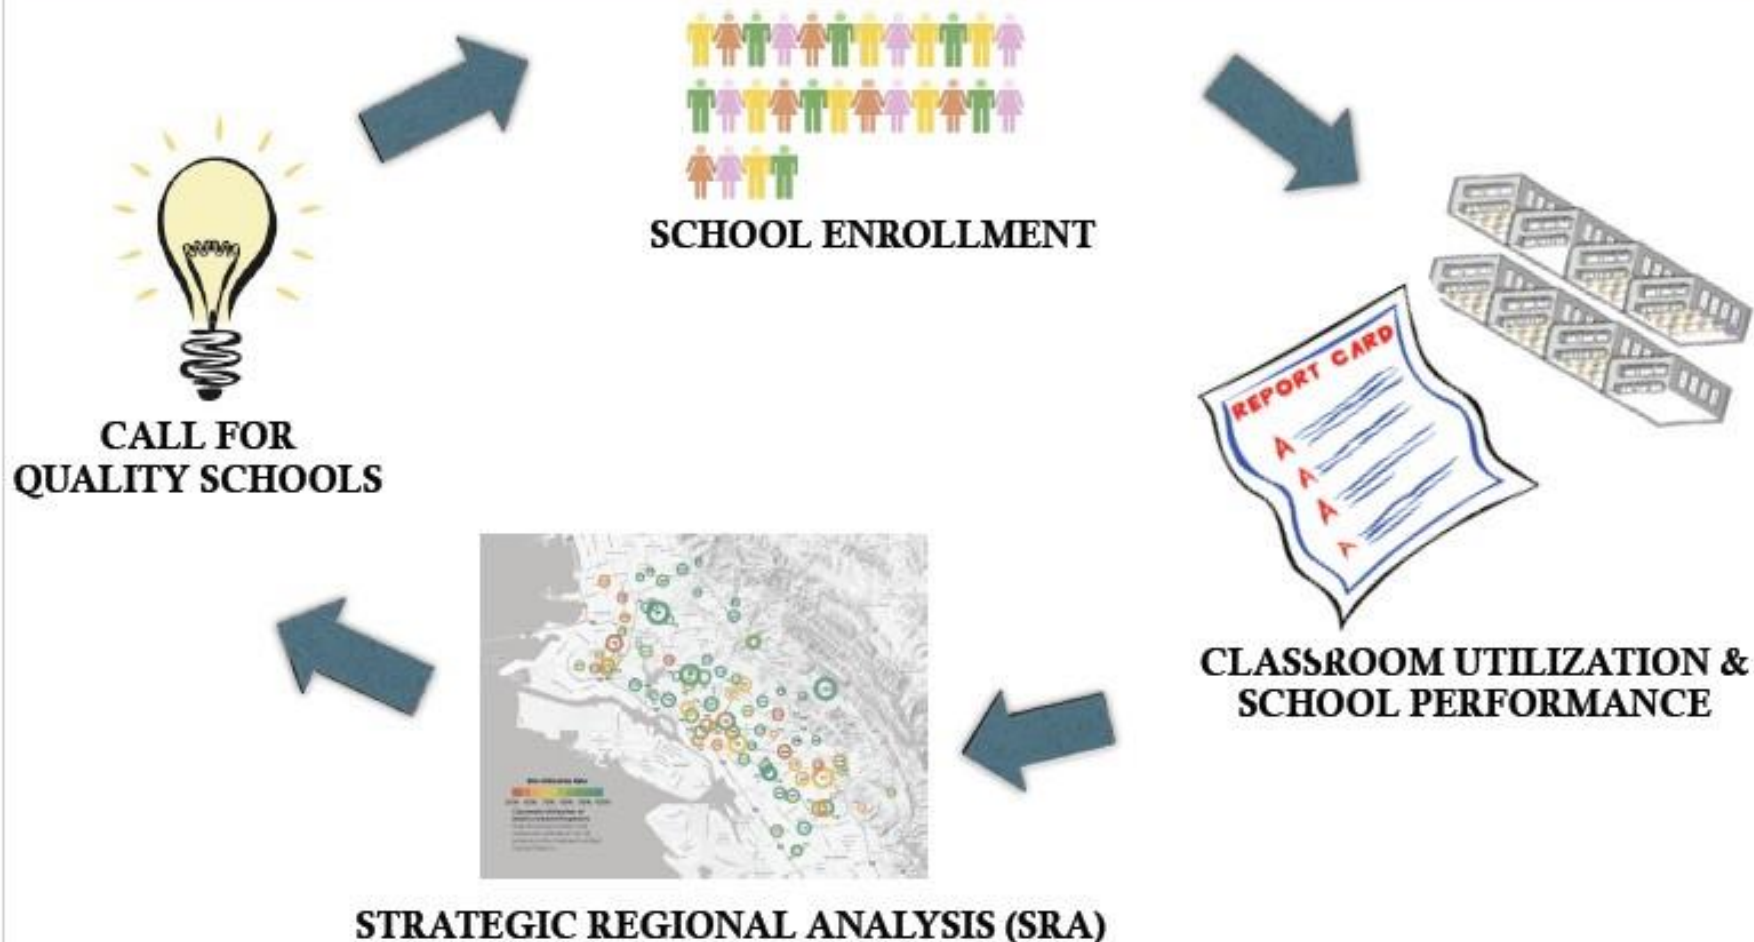 SCHOOL ENROLLMENT
CALL FOR
QUALITY SCHOOLS
REPORT CARD
A
A
A
A
CLASSROOM UTILIZATION &
SCHOOL PERFORMANCE
STRATEGIC REGIONAL ANALYSIS (SRA)